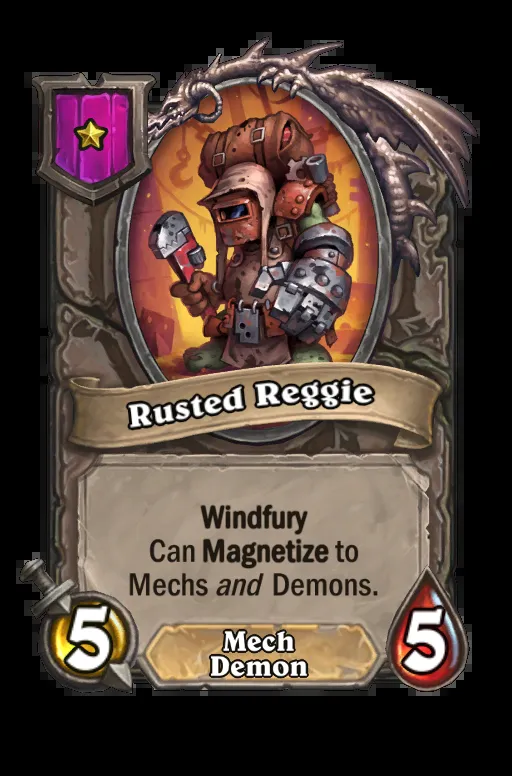 Rusted Reggie
Windfury
Can Magnetize to
Mechs and Demons.
5
Mech
Demon
5